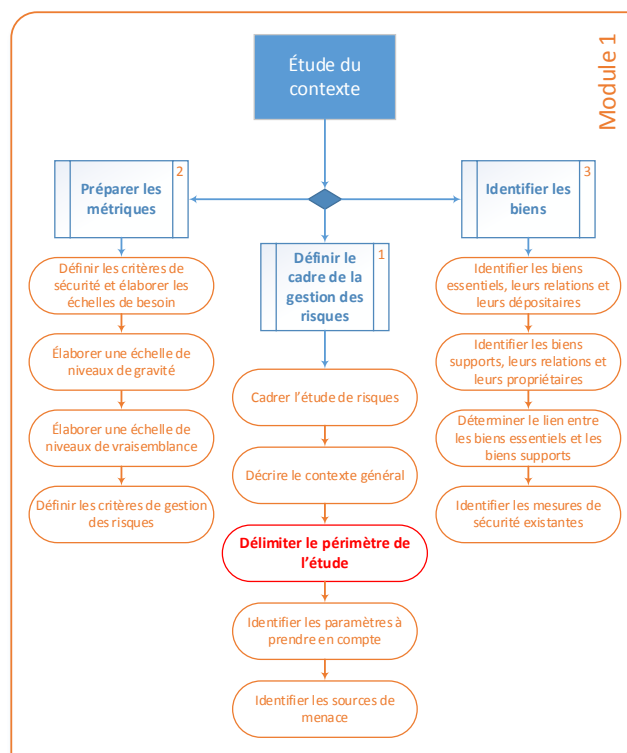 Module 1
Étude du
contexte
2
Préparer les
métriques
Définir les critères de
sécurité et élaborer les
échelles de besoin
Élaborer une échelle de
niveaux de gravité
Élaborer une échelle de
niveaux de vraisemblance
Définir les critères de gestion
des risques
1
Définir le
cadre de la
gestion des
risques
Cadrer l’étude de risques
Décrire le contexte général
Délimiter le périmètre de
l’étude
Identifier les paramètres à
prendre en compte
Identifier les sources de
menace
3
Identifier les
biens
Identifier les biens
essentiels, leurs relations et
leurs dépositaires
Identifier les biens
supports, leurs relations et
leurs propriétaires
Déterminer le lien entre
les biens essentiels et les
biens supports
Identifier les mesures de
sécurité existantes